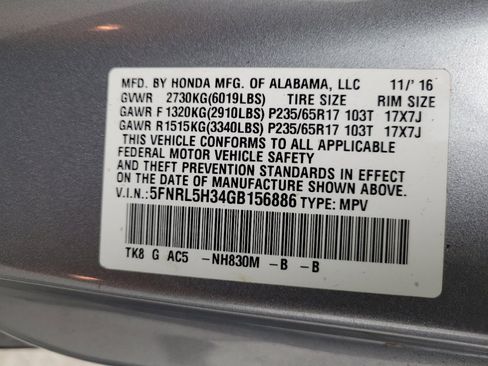 MFD. BY HONDA MFG. OF ALABAMA, LLC 11/' 16
GVWR 2730KG(6019LBS) TIRE SIZE RIM SIZE
GAWR F 1320KG(2910LBS) P235/65R17 103T 17X7J
GAWR R1515KG(3340LBS) P235/65R17 103T 17X7J
THIS VEHICLE CONFORMS TO ALL APPLICABLE
FEDERAL MOTOR VEHICLE SAFETY
AND THEFT PREVENTION STANDARDS IN EFFECT
ON THE DATE OF MANUFACTURE SHOWN ABOVE.
V.I.N.:5FNRL5H34GB156886 TYPE: MPV
TK8 G AC5 -NH830M -B -B